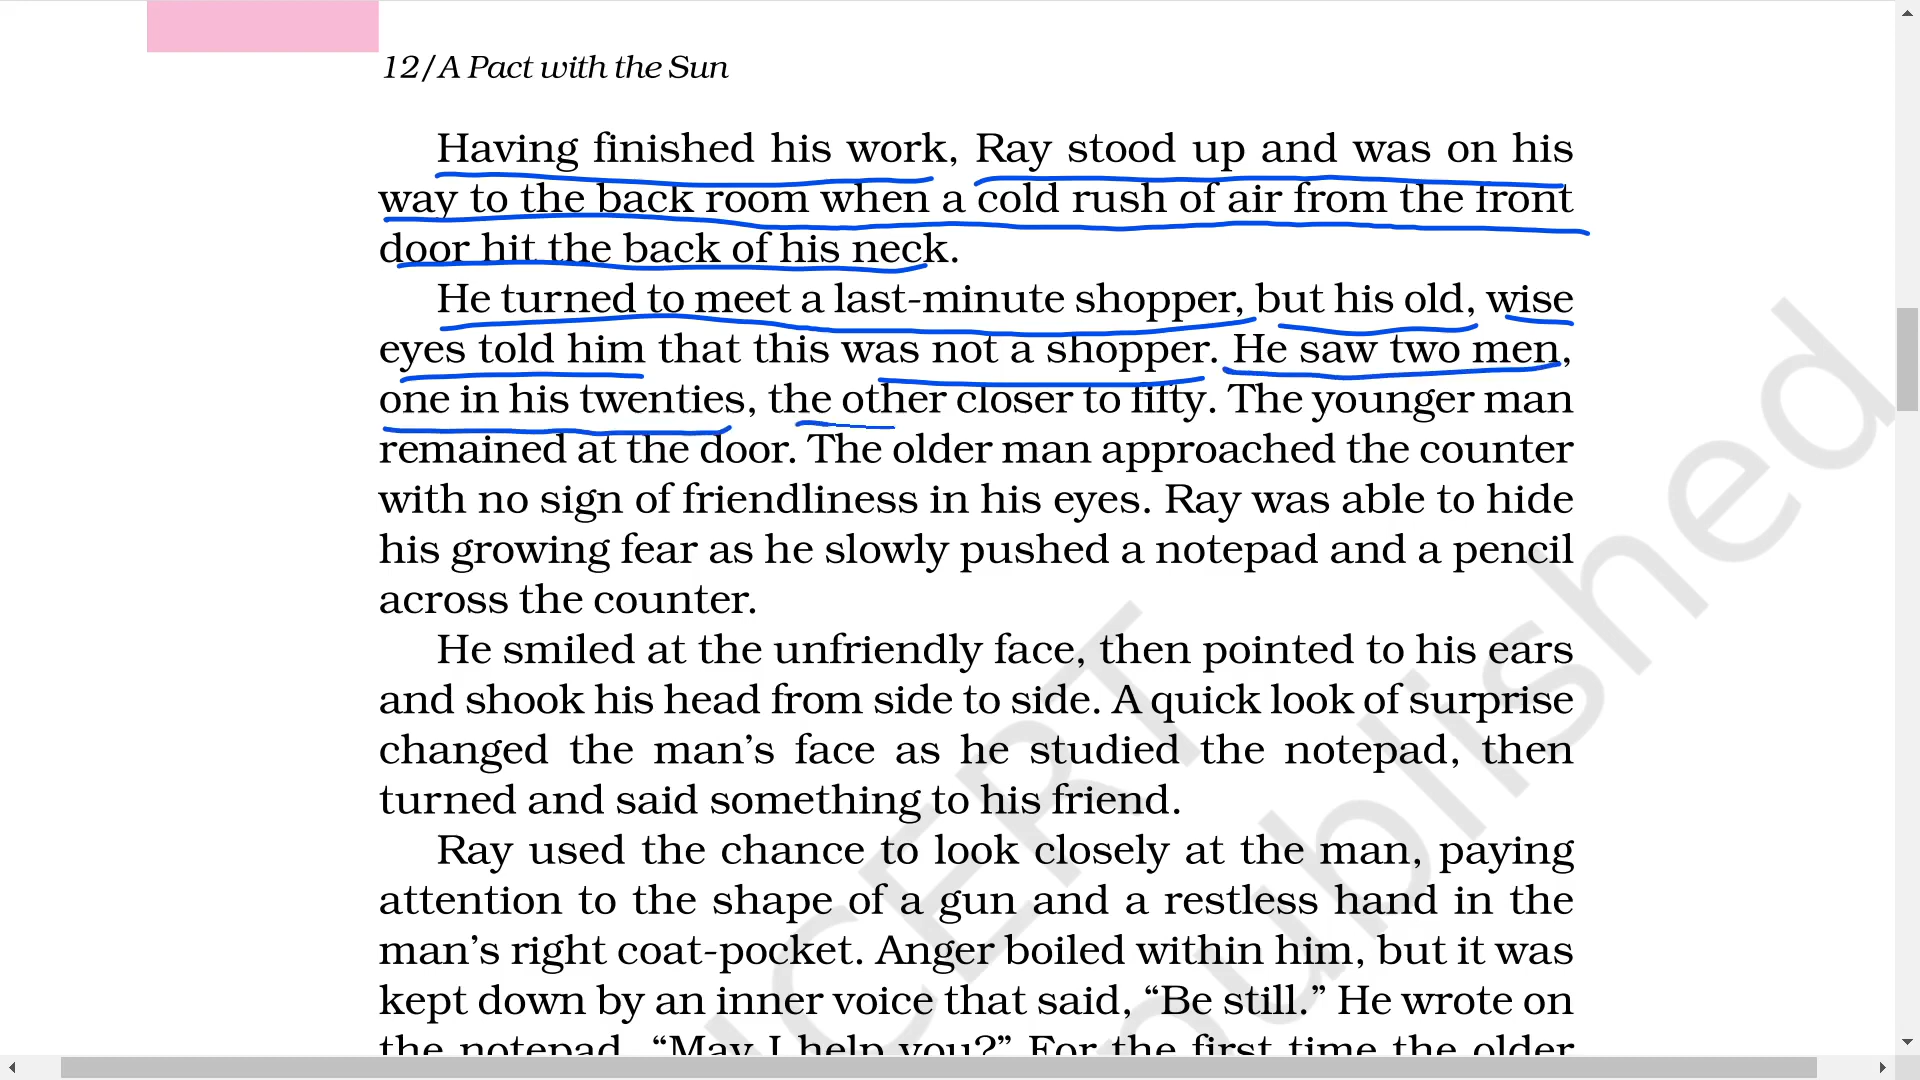 12/A Pact with the Sun
Having finished his work, Ray stood up and was on his
way to the back room when a cold rush of air from the front
door hit the back of his neck.
He turned to meet a last-minute shopper, but his old, wise
eyes told him that this was not a shopper. He saw two men,
one in his twenties, the other closer to fifty. The younger man
remained at the door. The older man approached the counter
with no sign of friendliness in his eyes. Ray was able to hide
his growing fear as he slowly pushed a notepad and a pencil
across the counter.
He smiled at the unfriendly face, then pointed to his ears
and shook his head from side to side. A quick look of surprise
changed the man’s face as he studied the notepad, then
turned and said something to his friend.
Ray used the chance to look closely at the man, paying
attention to the shape of a gun and a restless hand in the
man’s right coat-pocket. Anger boiled within him, but it was
kept down by an inner voice that said, “Be still.” He wrote on
the notepad, “May I help you?” For the first time the older
NCERT
published